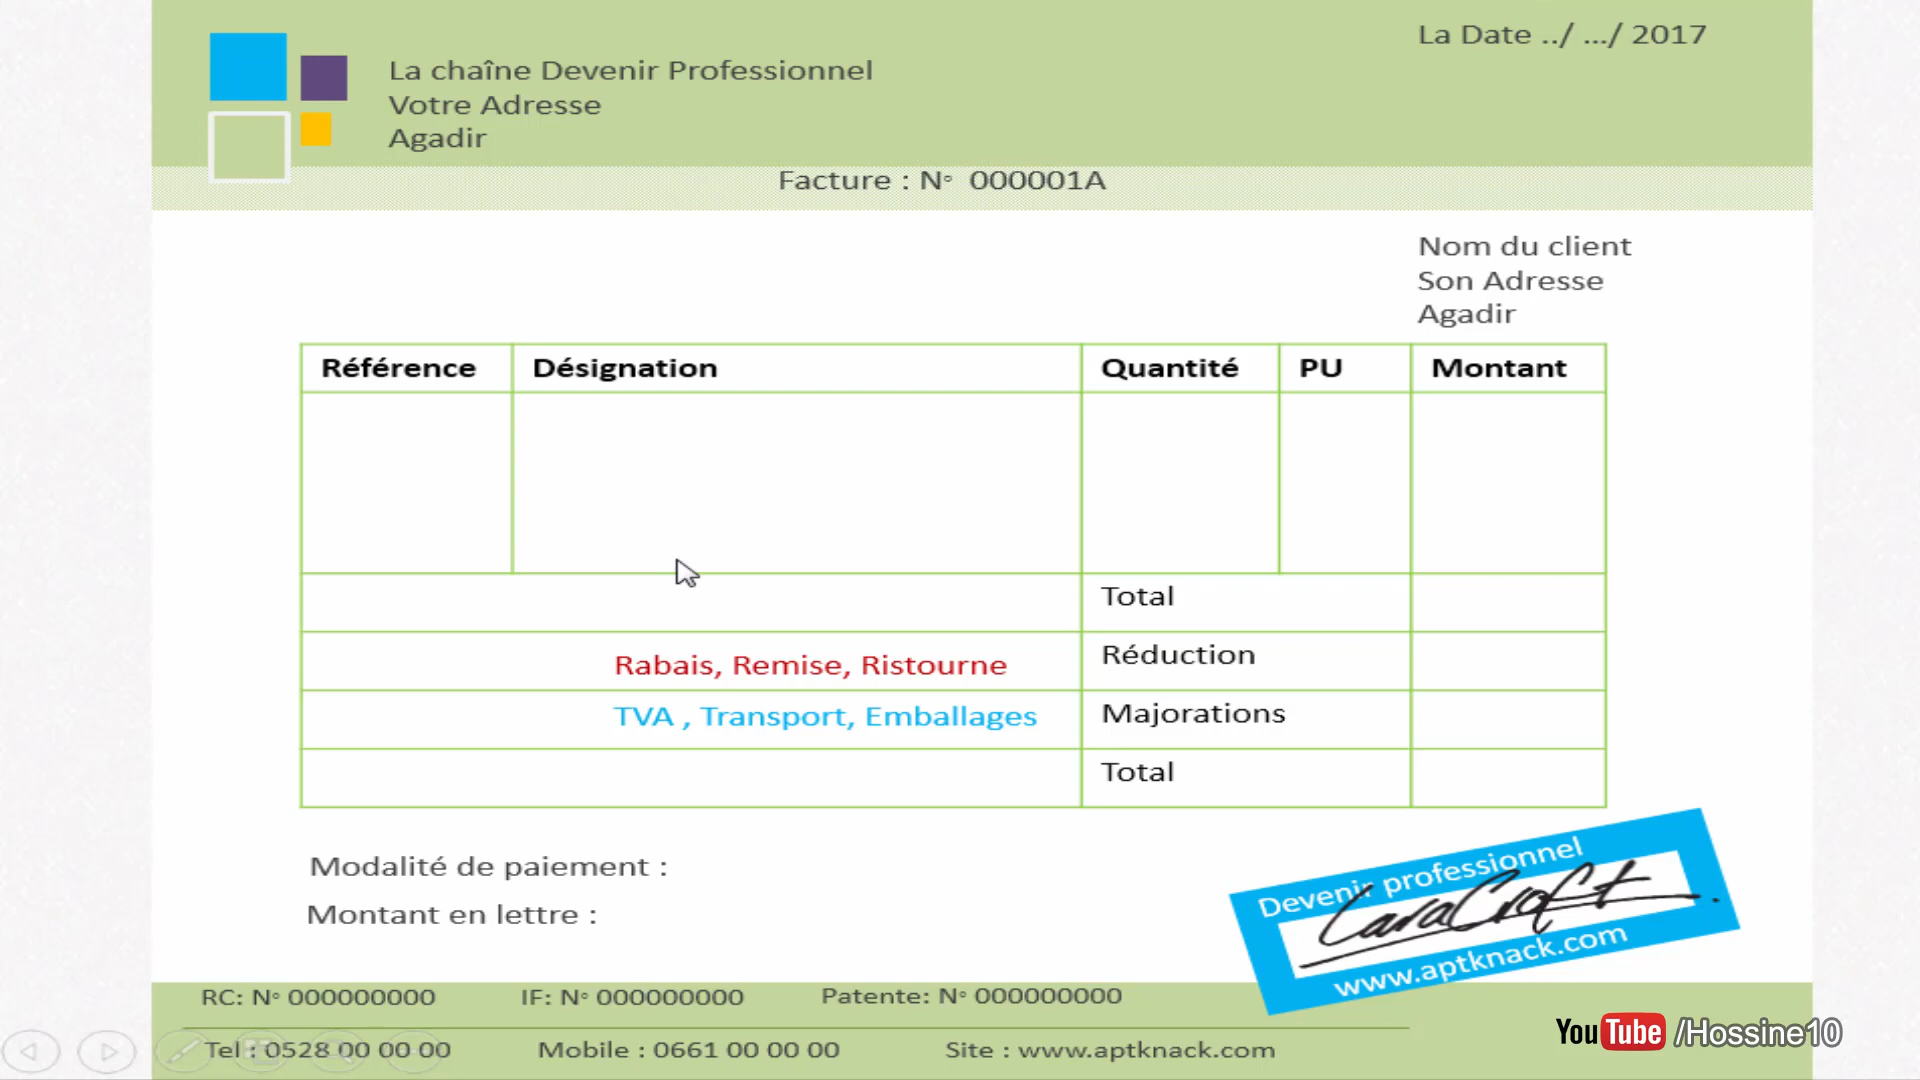 La Date ../ .../ 2017
La chaîne Devenir Professionnel
Votre Adresse
Agadir
Facture : N° 000001A
Nom du client
Son Adresse
Agadir
Référence Désignation Quantité PU Montant
Total
Rabais, Remise, Ristourne Réduction
TVA , Transport, Emballages Majorations
Total
Modalité de paiement :
Montant en lettre :
Devenir professionnel
Lara Croft
www.aptknack.com
RC: N° 000000000 IF: N° 000000000 Patente: N° 000000000
Tel : 0528 00 00 00 Mobile : 0661 00 00 00 Site : www.aptknack.com
YouTube /Hossine10